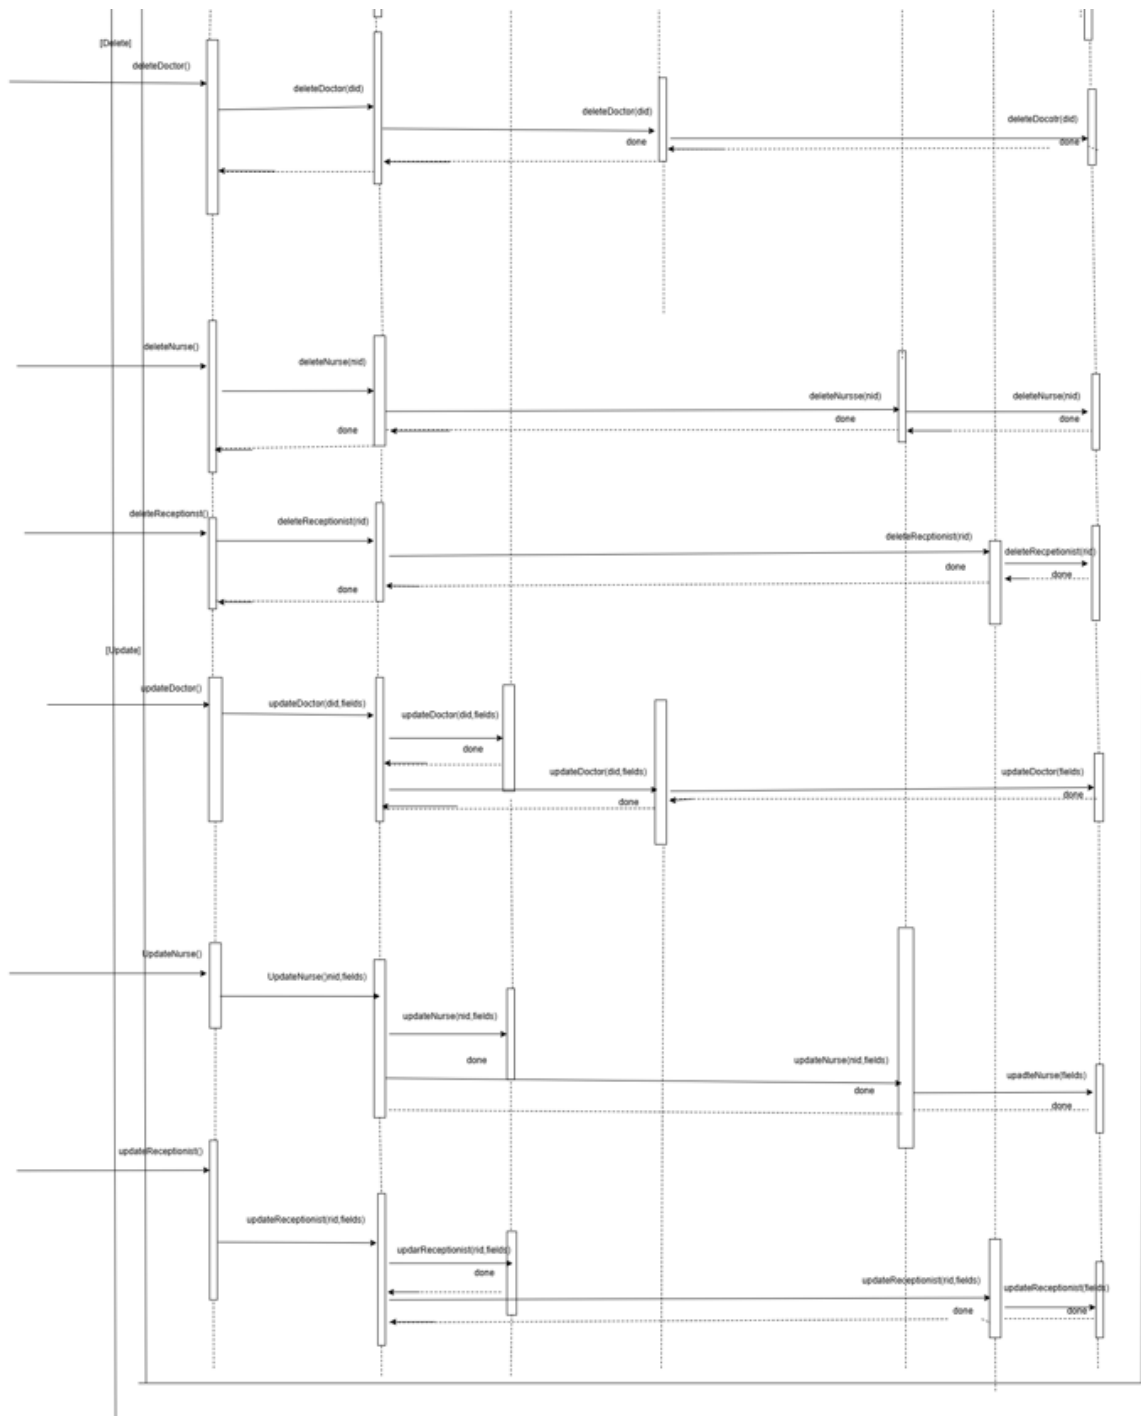 [Delete]
deleteDoctor()
deleteDoctor(did)
deleteDoctor(did)
deleteDocotr(did)
done
done
deleteNurse()
deleteNurse(nid)
deleteNursse(nid)
deleteNurse(nid)
done
done
done
deleteReceptionst()
deleteReceptionist(rid)
deleteRecptionist(rid)
deleteRecpetionist(rid)
done
done
done
[Update]
updateDoctor()
updateDoctor(did,fields)
updateDoctor(did,fields)
done
updateDoctor(did,fields)
updateDoctor(fields)
done
done
UpdateNurse()
UpdateNurse()nid,fields)
updateNurse(nid,fields)
done
updateNurse(nid,fields)
upadteNurse(fields)
done
done
updateReceptionist()
updateReceptionist(rid,fields)
updarReceptionist(rid,fields)
done
updateReceptionist(rid,fields)
updateReceptionist(fields)
done
done